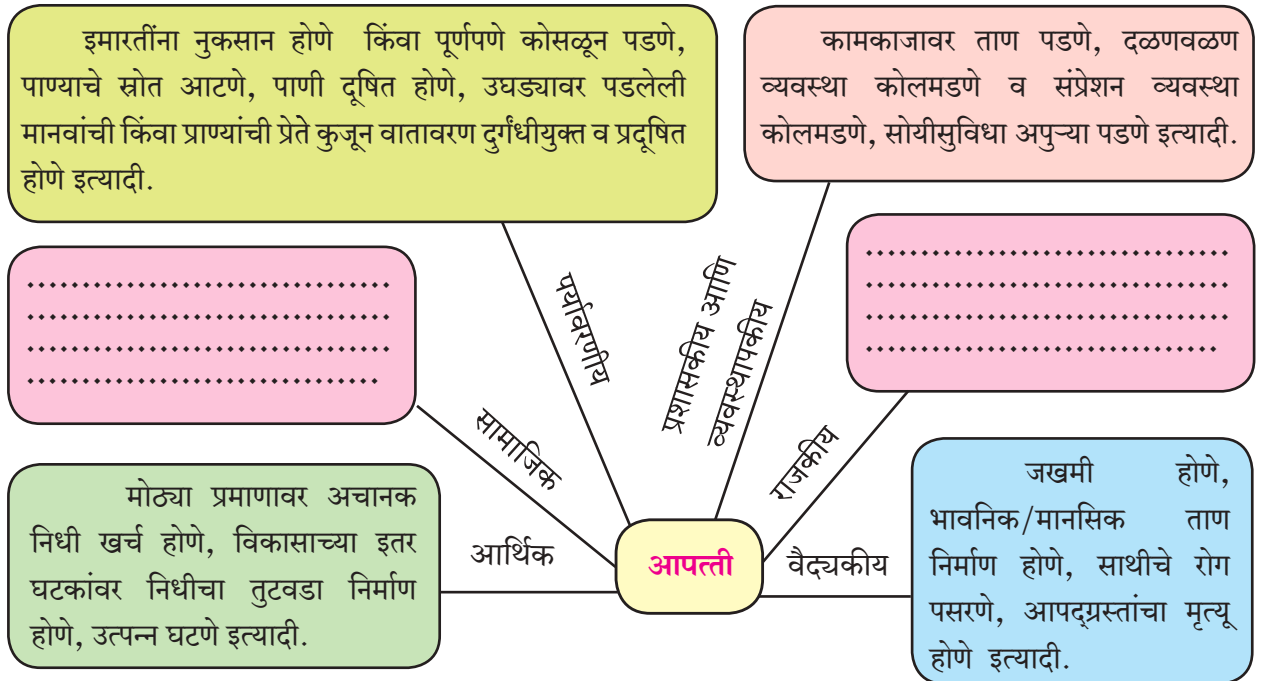 इमारतींना नुकसान होणे किंवा पूर्णपणे कोसळून पडणे,
पाण्याचे स्रोत आटणे, पाणी दूषित होणे, उघड्यावर पडलेली
मानवांची किंवा प्राण्यांची प्रेते कुजून वातावरण दुर्गंधीयुक्त व प्रदूषित
होणे इत्यादी.
कामकाजावर ताण पडणे, दळणवळण
व्यवस्था कोलमडणे व संप्रेशन व्यवस्था
कोलमडणे, सोयीसुविधा अपुऱ्या पडणे इत्यादी.
पर्यावरणीय
प्रशासकीय आणि
व्यवस्थापकीय
सामाजिक
राजकीय
मोठ्या प्रमाणावर अचानक
निधी खर्च होणे, विकासाच्या इतर
घटकांवर निधीचा तुटवडा निर्माण
होणे, उत्पन्न घटणे इत्यादी.
आर्थिक
आपत्ती
वैद्यकीय
जखमी होणे,
भावनिक/मानसिक ताण
निर्माण होणे, साथीचे रोग
पसरणे, आपद्ग्रस्तांचा मृत्यू
होणे इत्यादी.